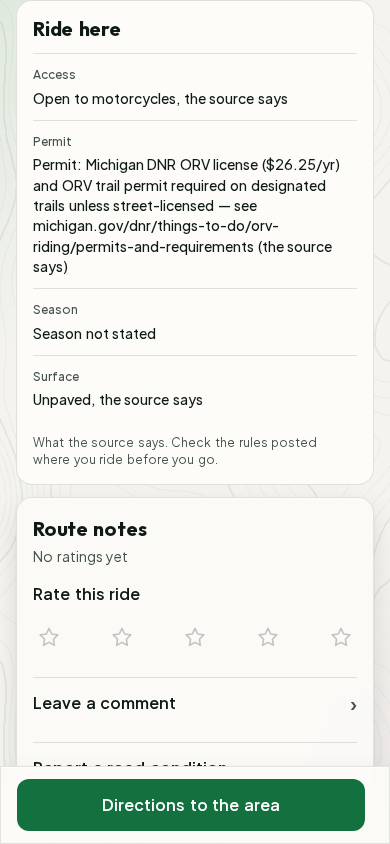 Ride here
Access
Open to motorcycles, the source says
Permit
Permit: Michigan DNR ORV license ($26.25/yr)
and ORV trail permit required on designated
trails unless street-licensed — see
michigan.gov/dnr/things-to-do/orv-
riding/permits-and-requirements (the source
says)
Season
Season not stated
Surface
Unpaved, the source says
What the source says. Check the rules posted
where you ride before you go.
Route notes
No ratings yet
Rate this ride
Leave a comment
Report a road condition
Directions to the area